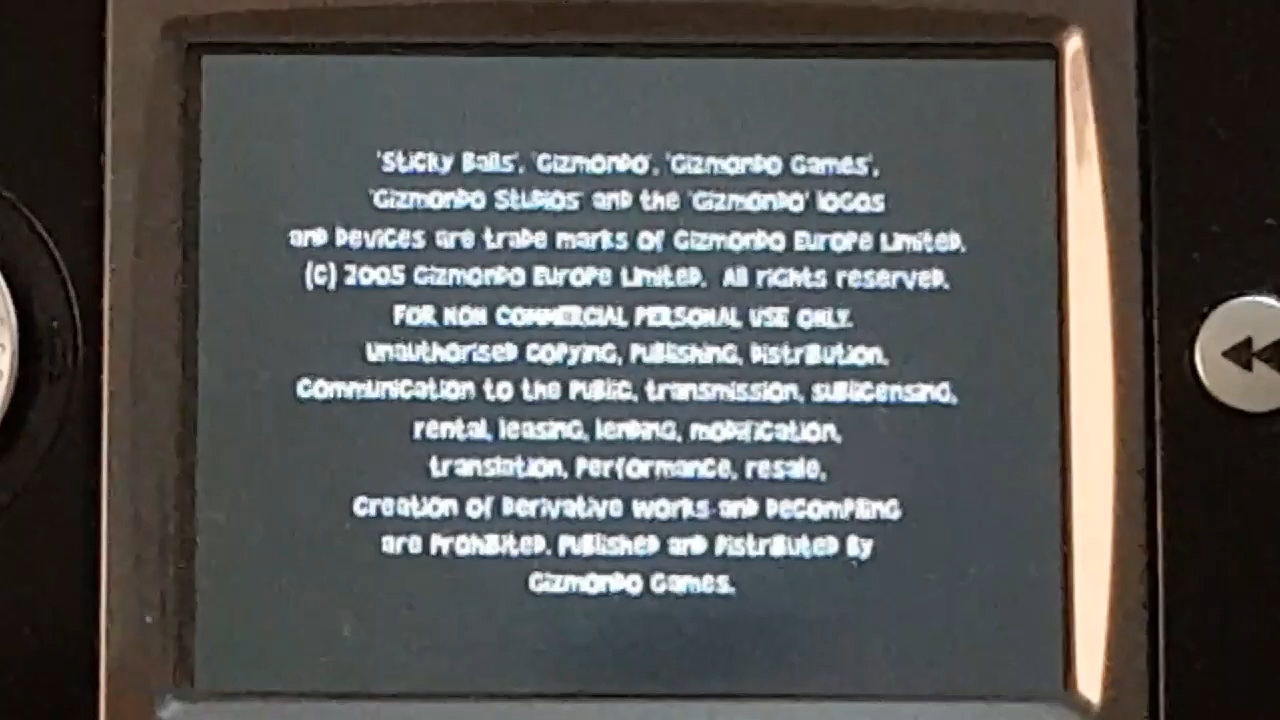 'Sticky Balls', 'Gizmondo', 'Gizmondo Games',
'Gizmondo Studios' and the 'Gizmondo' logos
and devices are trade marks of Gizmondo Europe Limited.
(C) 2005 Gizmondo Europe Limited. All rights reserved.
FOR NON COMMERCIAL PERSONAL USE ONLY.
Unauthorised copying, publishing, distribution,
communication to the public, transmission, sublicensing,
rental, leasing, lending, modification,
translation, performance, resale,
creation of derivative works and decompiling
are prohibited. Published and distributed by
Gizmondo Games.